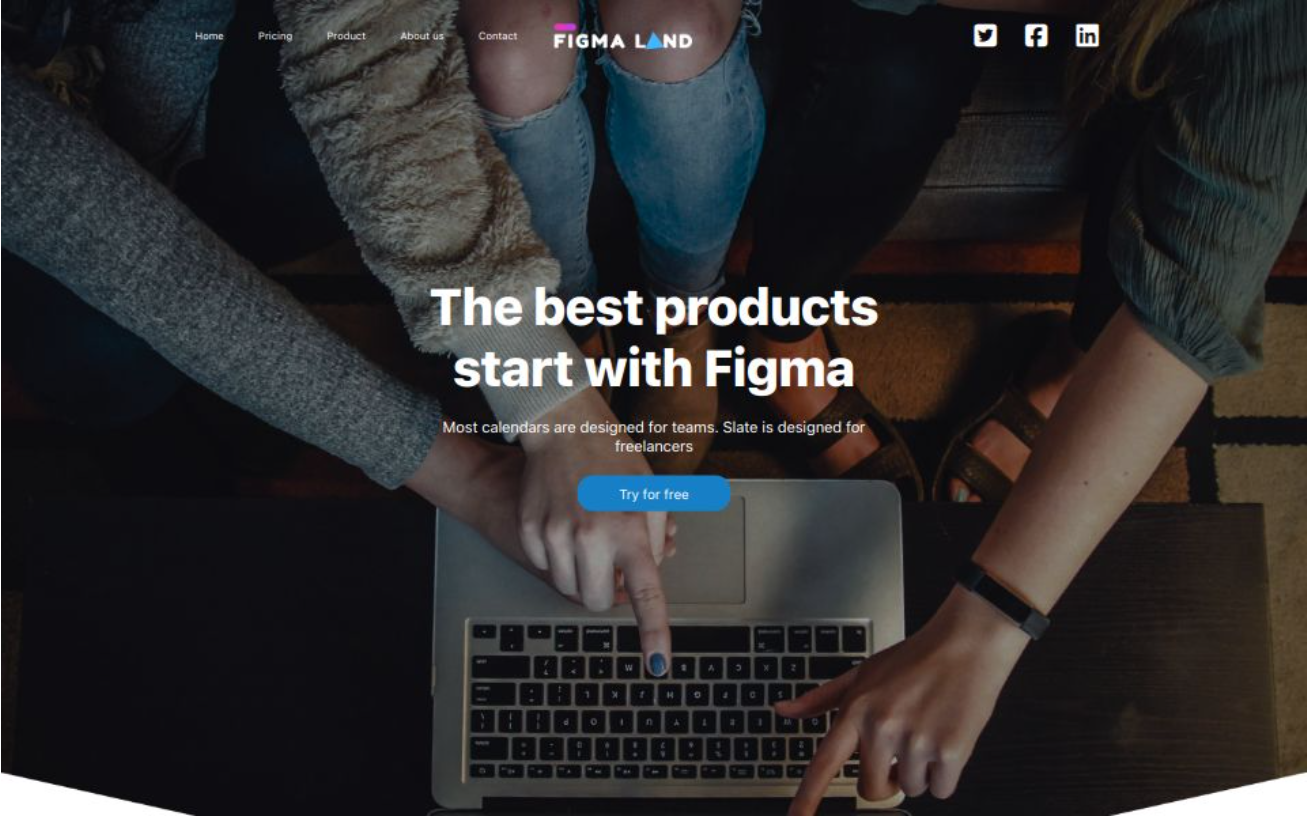 Home Pricing Product About us Contact FIGMA LAND
The best products
start with Figma
Most calendars are designed for teams. Slate is designed for
freelancers
Try for free